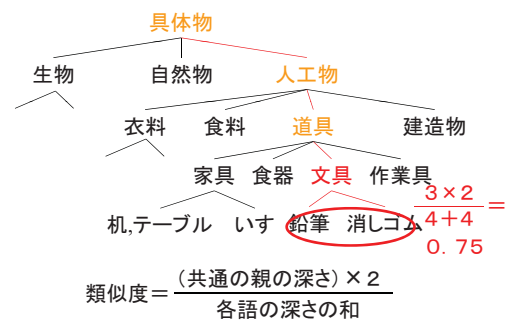 具体物
生物 自然物 人工物
衣料 食料 道具 建造物
家具 食器 文具 作業具
机,テーブル いす 鉛筆 消しゴム
3×2
4+4
=
0.75
類似度＝
(共通の親の深さ)×2
各語の深さの和